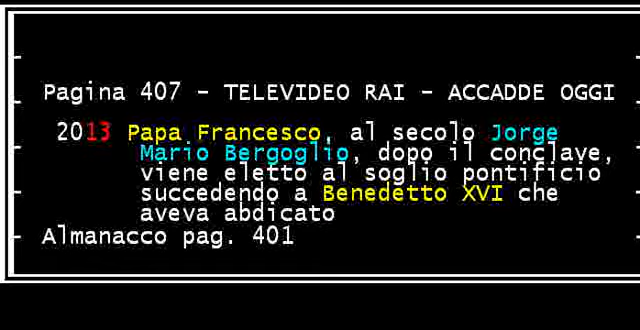 Pagina 407 - TELEVIDEO RAI - ACCADDE OGGI
2013 Papa Francesco, al secolo Jorge
Mario Bergoglio, dopo il conclave,
viene eletto al soglio pontificio
succedendo a Benedetto XVI che
aveva abdicato
Almanacco pag. 401